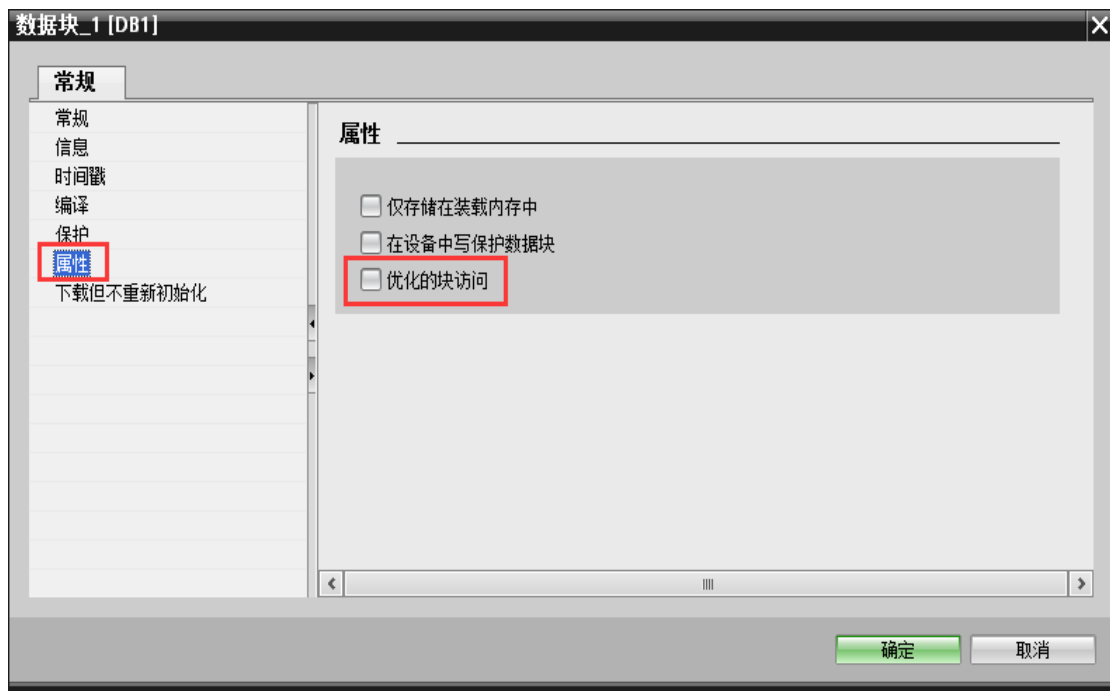 数据块_1 [DB1]
常规
常规
信息
时间戳
编译
保护
属性
下载但不重新初始化
属性
仅存储在装载内存中
在设备中写保护数据块
优化的块访问
确定
取消